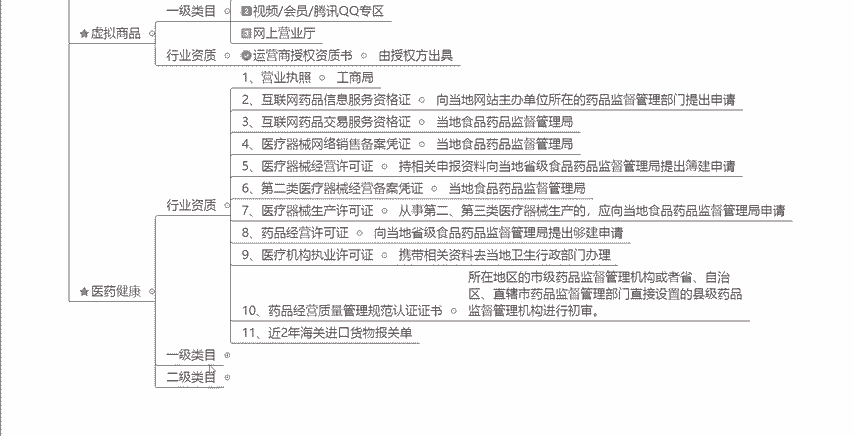 一级类目
2 视频/会员/腾讯QQ专区
3 网上营业厅
虚拟商品
行业资质
运营商授权资质书
由授权方出具
1、营业执照
工商局
2、互联网药品信息服务资格证
向当地网站主办单位所在的药品监督管理部门提出申请
3、互联网药品交易服务资格证
当地食品药品监督管理局
4、医疗器械网络销售备案凭证
当地食品药品监督管理局
5、医疗器械经营许可证
持相关申报资料向当地省级食品药品监督管理局提出簿建申请
6、第二类医疗器械经营备案凭证
当地食品药品监督管理局
行业资质
7、医疗器械生产许可证
从事第二、第三类医疗器械生产的，应向当地食品药品监督管理局申请
8、药品经营许可证
向当地省级食品药品监督管理局提出够建申请
9、医疗机构执业许可证
携带相关资料去当地卫生行政部门办理
医药健康
10、药品经营质量管理规范认证证书
所在地区的市级药品监督管理机构或者省、自治
区、直辖市药品监督管理部门直接设置的县级药品
监督管理机构进行初审。
11、近2年海关进口货物报关单
一级类目
二级类目